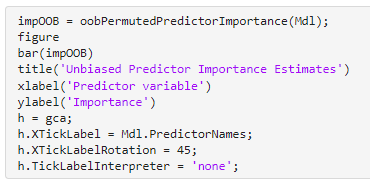 impOOB = oobPermutedPredictorImportance(Mdl);
figure
bar(impOOB)
title('Unbiased Predictor Importance Estimates')
xlabel('Predictor variable')
ylabel('Importance')
h = gca;
h.XTickLabel = Mdl.PredictorNames;
h.XTickLabelRotation = 45;
h.TickLabelInterpreter = 'none';